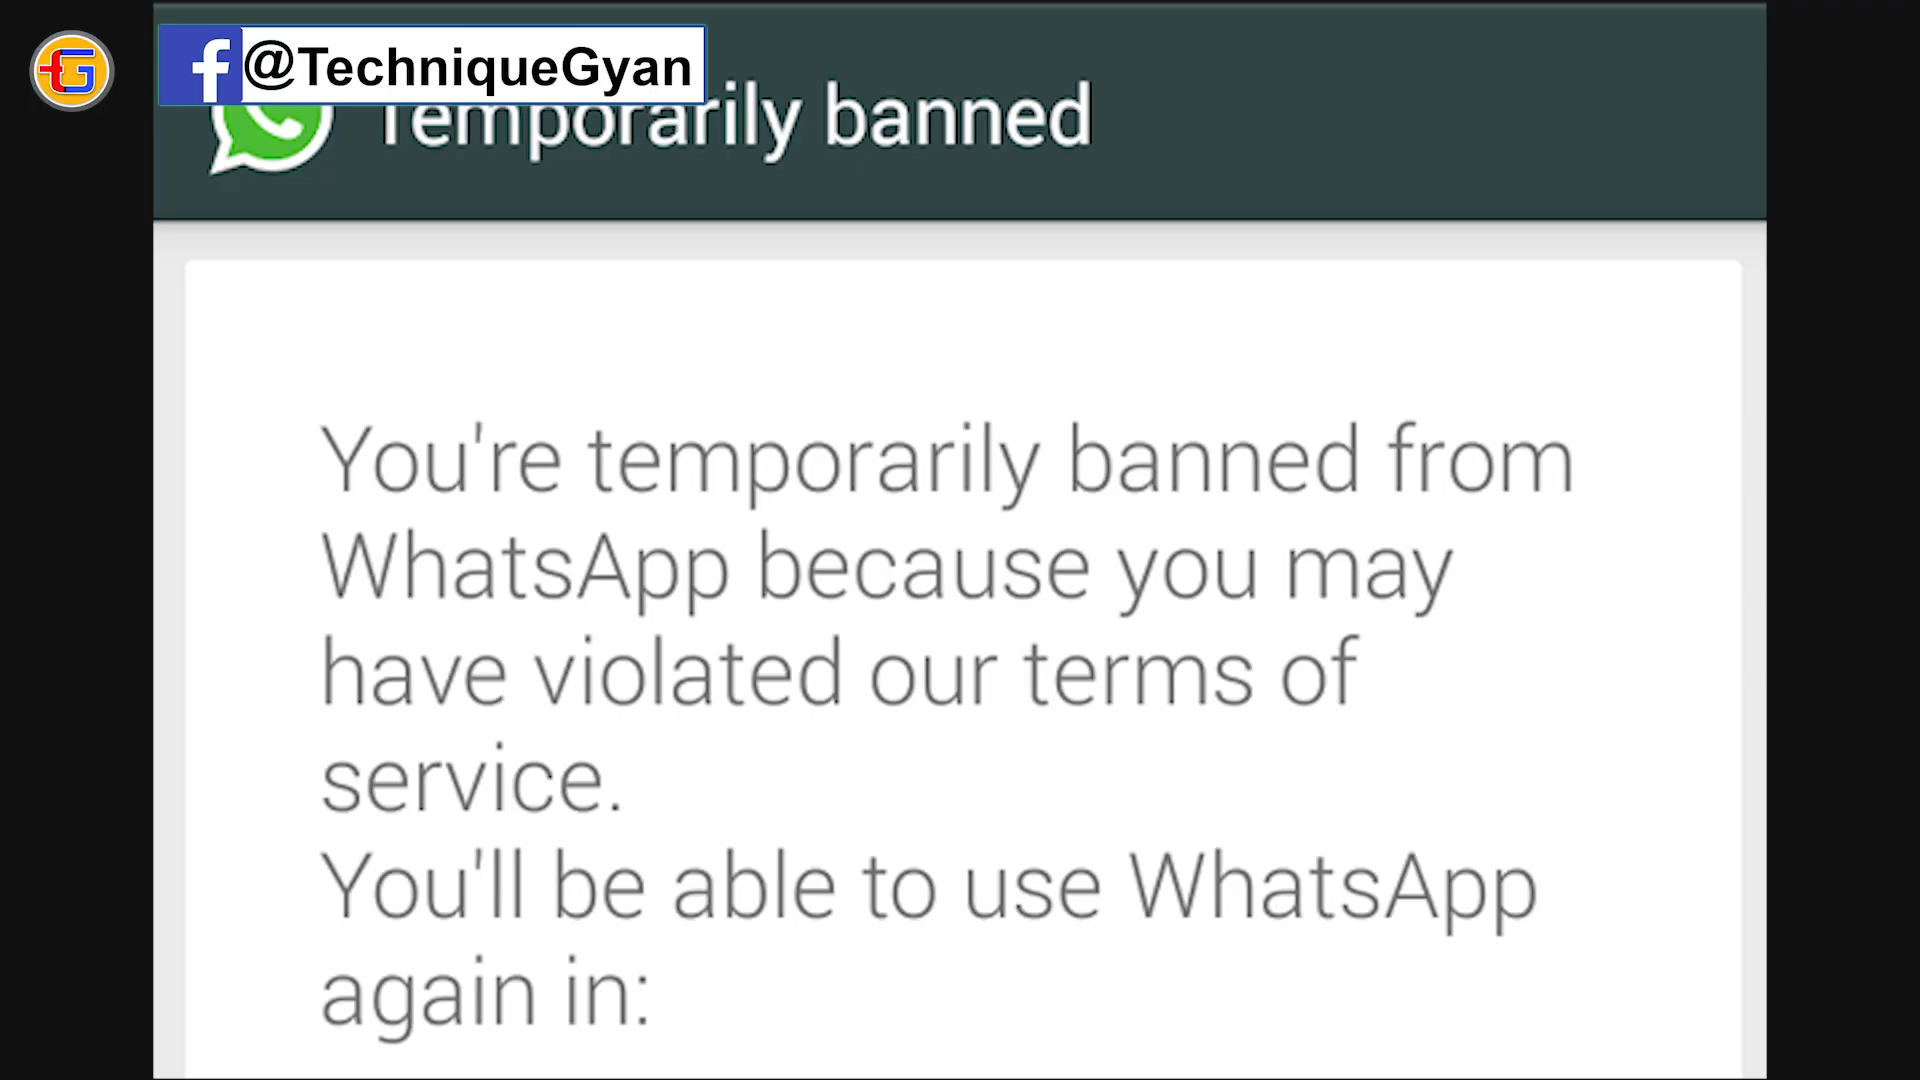 f @TechniqueGyan
Temporarily banned
You're temporarily banned from
WhatsApp because you may
have violated our terms of
service.
You'll be able to use WhatsApp
again in: